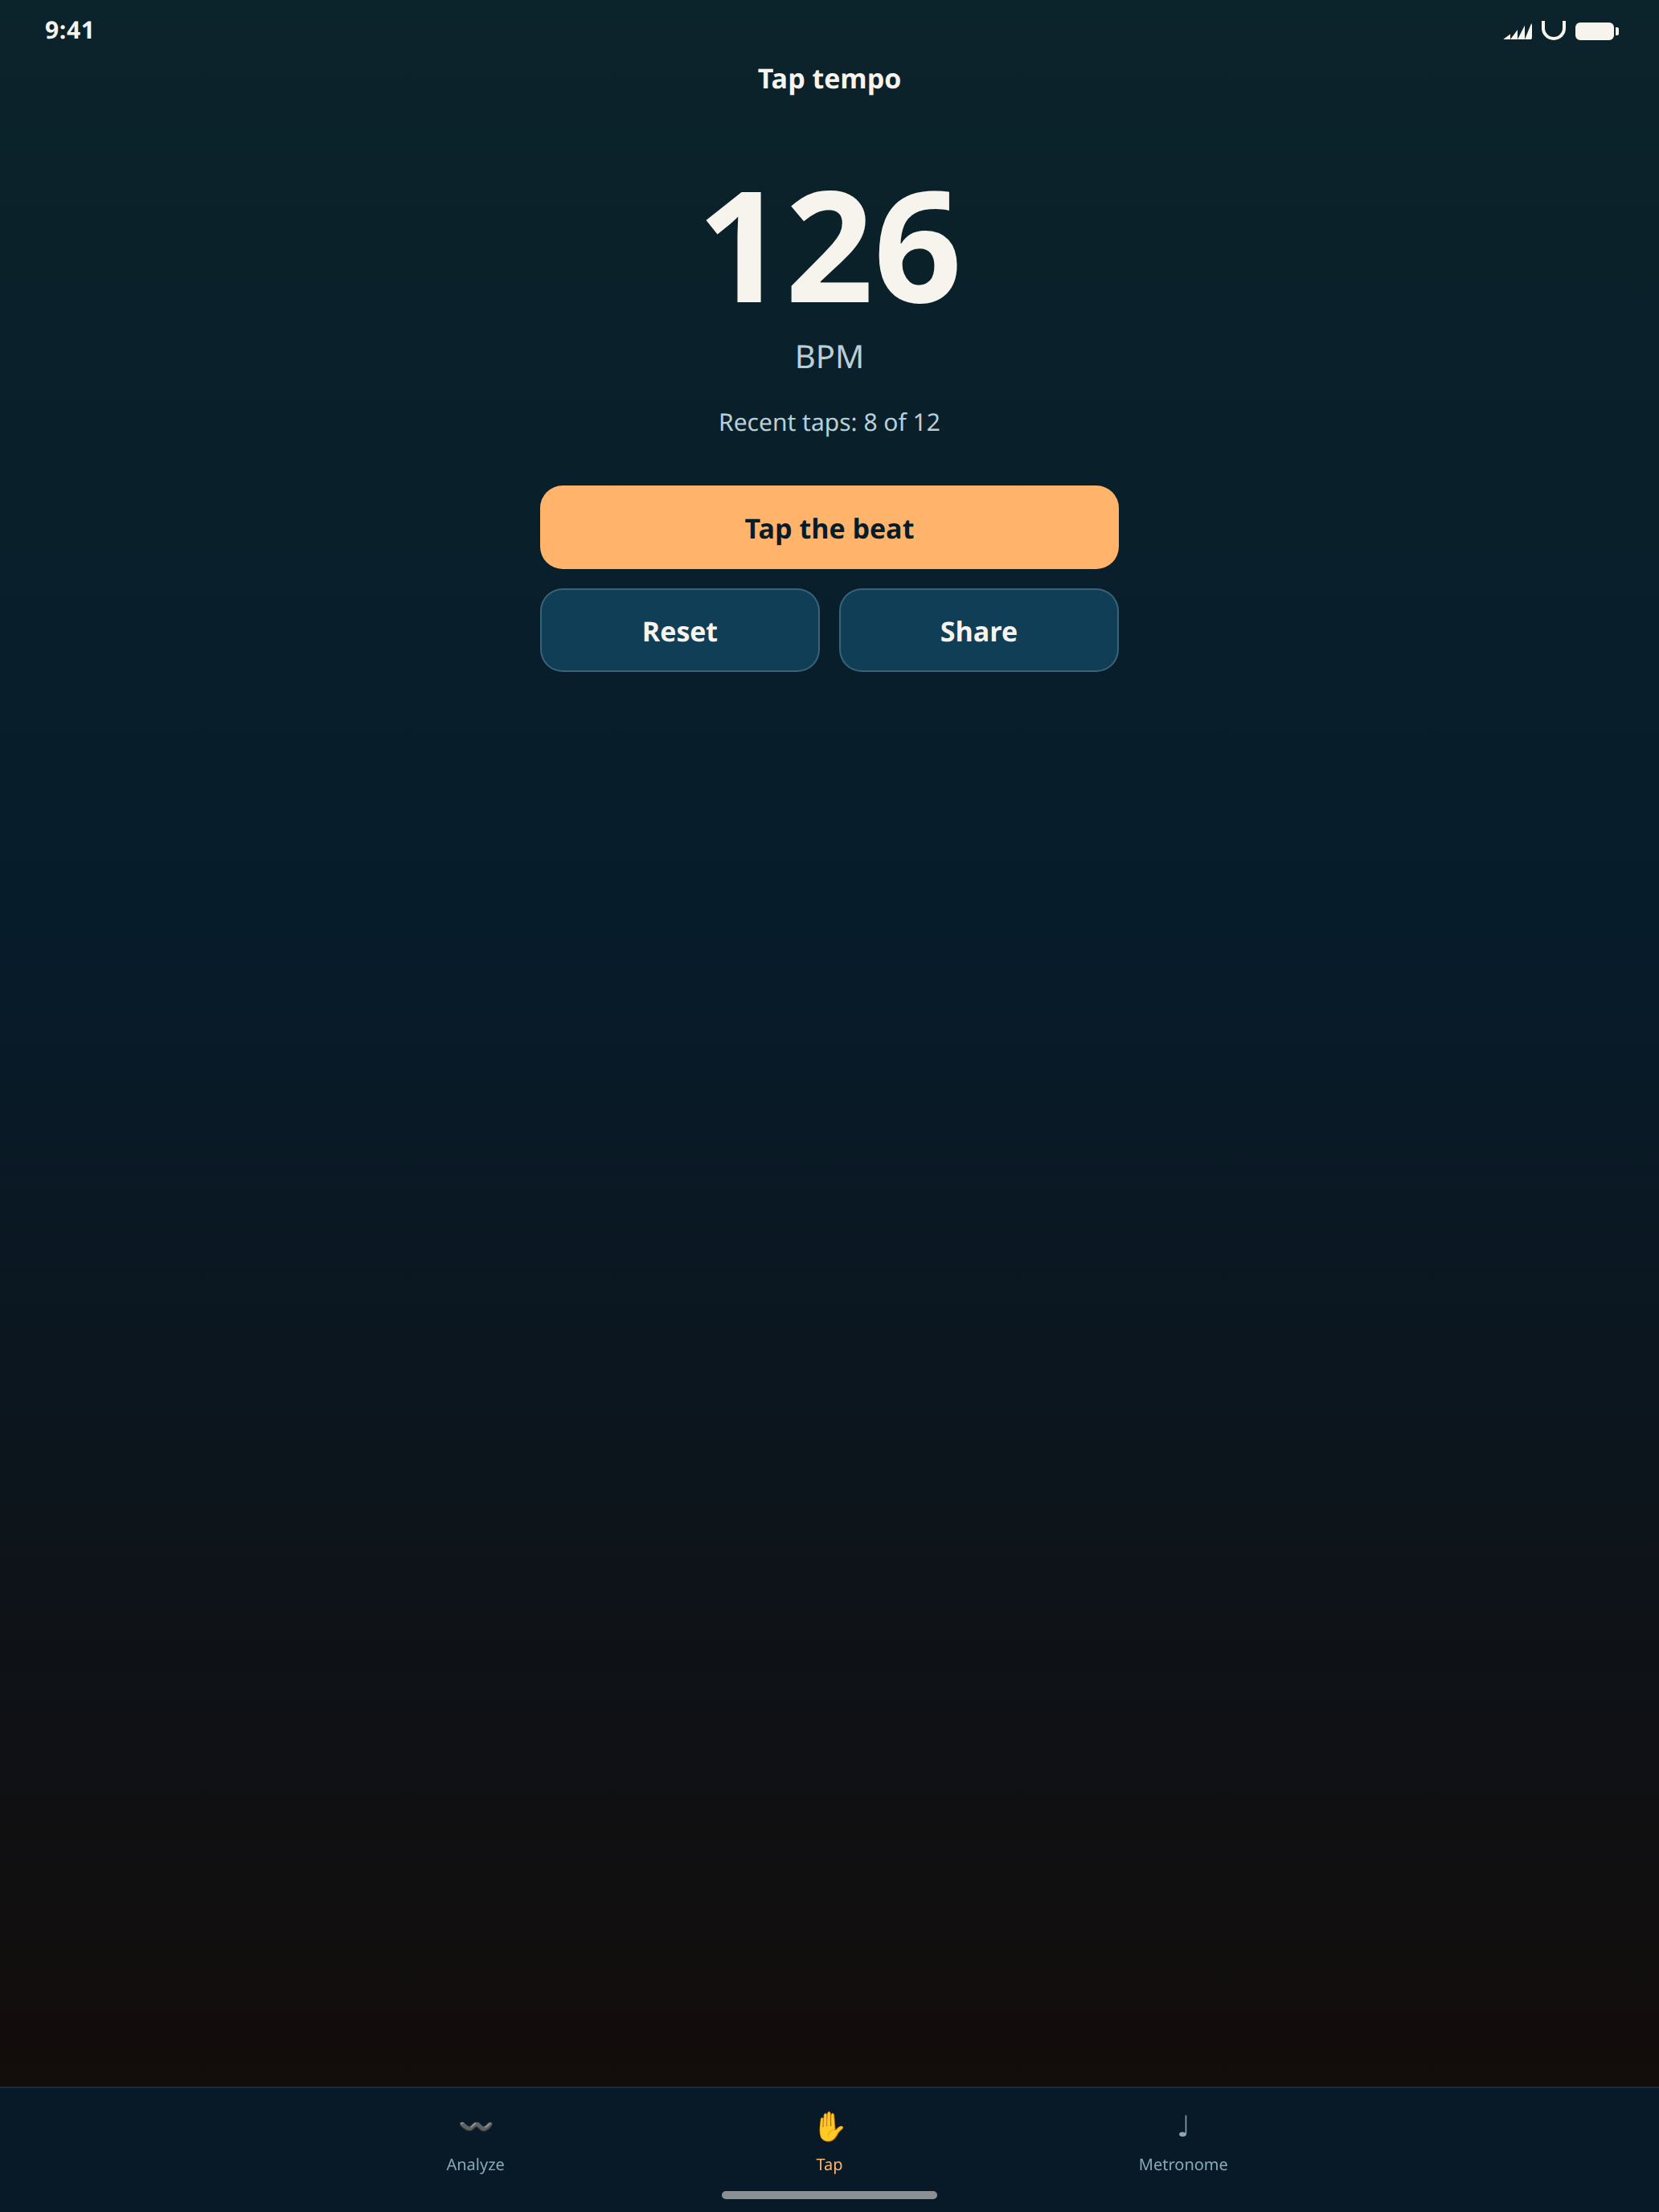 9:41
Tap tempo
126
BPM
Recent taps: 8 of 12
Tap the beat
Reset
Share
Analyze
Tap
Metronome